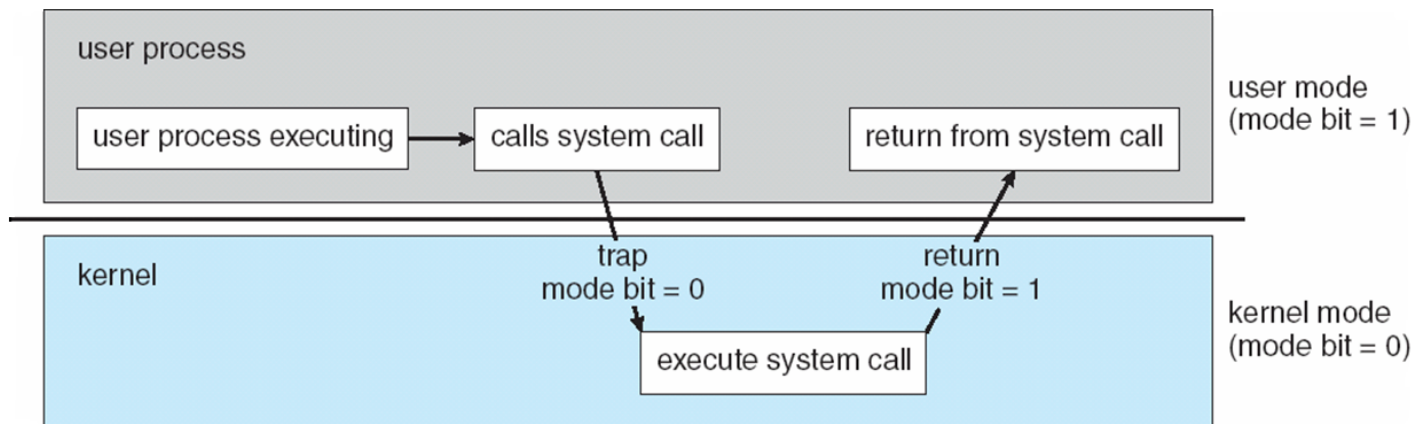 user process
user process executing
calls system call
return from system call
user mode
(mode bit = 1)
kernel
trap
mode bit = 0
return
mode bit = 1
execute system call
kernel mode
(mode bit = 0)